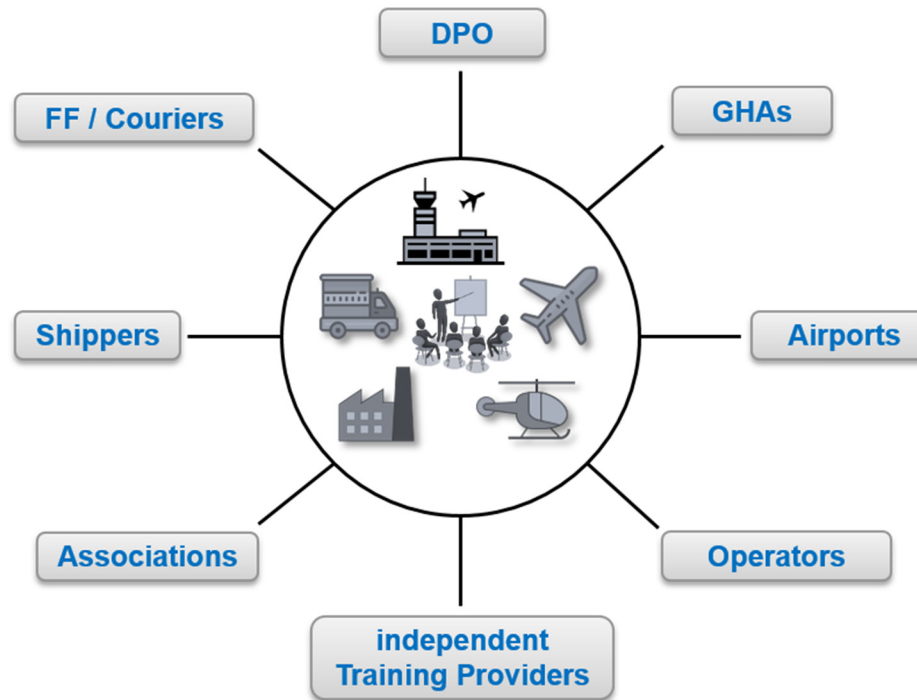 DPO
FF / Couriers
GHAs
Shippers
Airports
Associations
Operators
independent
Training Providers